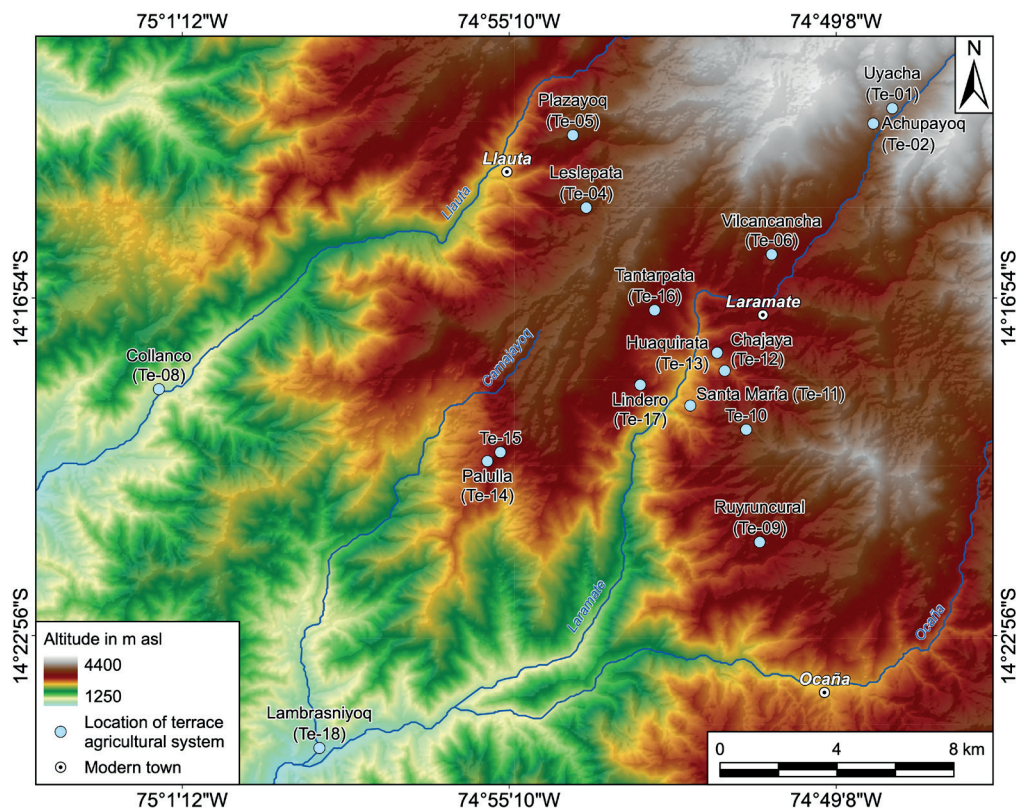 75°1'12"W
74°55'10"W
74°49'8"W
N
Uyacha
(Te-01)
Achupayoq
(Te-02)
Plazayoq
(Te-05)
Llauta
Leslepata
(Te-04)
Llauta
Vilcancancha
(Te-06)
14°16'54"S
14°16'54"S
Tantarpata
(Te-16)
Laramate
Huaquirata
(Te-13)
Chajaya
(Te-12)
Camajayoq
Collanco
(Te-08)
Lindero
(Te-17)
Santa María (Te-11)
Te-10
Te-15
Palulla
(Te-14)
Ruyruncural
(Te-09)
Laramate
Ocaña
14°22'56"S
14°22'56"S
Ocaña
Lambrasniyoq
(Te-18)
Altitude in m asl
4400
1250
Location of terrace
agricultural system
Modern town
0 4 8 km
75°1'12"W
74°55'10"W
74°49'8"W